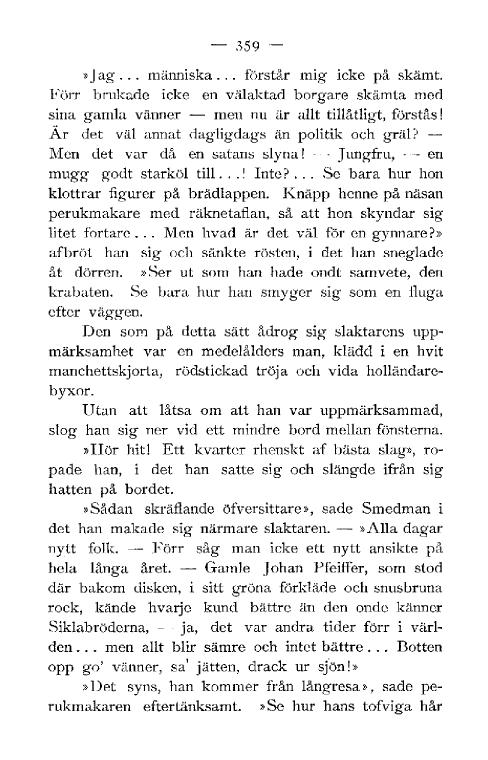 — 359 —
»Jag... människa... förstår mig icke på skämt.
Förr brukade icke en välaktad borgare skämta med
sina gamla vänner — men nu är allt tillåtligt, förstås!
Är det väl annat dagligdags än politik och gräl? —
Men det var då en satans slyna! — Jungfru, — en
mugg godt starköl till...! Inte?... Se bara hur hon
klottrar figurer på brädlappen. Knäpp henne på näsan
perukmakare med räknetaflan, så att hon skyndar sig
litet fortare... Men hvad är det väl för en gynnare?»
afbröt han sig och sänkte rösten, i det han sneglade
åt dörren. »Ser ut som han hade ondt samvete, den
krabaten. Se bara hur han smyger sig som en fluga
efter väggen.
Den som på detta sätt ådrog sig slaktarens upp-
märksamhet var en medelålders man, klädd i en hvit
manchettskjorta, rödstickad tröja och vida holländare-
byxor.
Utan att låtsa om att han var uppmärksammad,
slog han sig ner vid ett mindre bord mellan fönsterna.
»Hör hit! Ett kvarter rhenskt af bästa slag», ro-
pade han, i det han satte sig och slängde ifrån sig
hatten på bordet.
»Sådan skräflande öfversittare», sade Smedman i
det han makade sig närmare slaktaren. — »Alla dagar
nytt folk. — Förr såg man icke ett nytt ansikte på
hela långa året. — Gamle Johan Pfeiffer, som stod
där bakom disken, i sitt gröna förkläde och snusbruna
rock, kände hvarje kund bättre än den onde känner
Siklabröderna, — ja, det var andra tider förr i värl-
den... men allt blir sämre och intet bättre... Botten
opp go' vänner, sa' jätten, drack ur sjön!»
»Det syns, han kommer från långresa», sade pe-
rukmakaren eftertänksamt. »Se hur hans tofviga hår